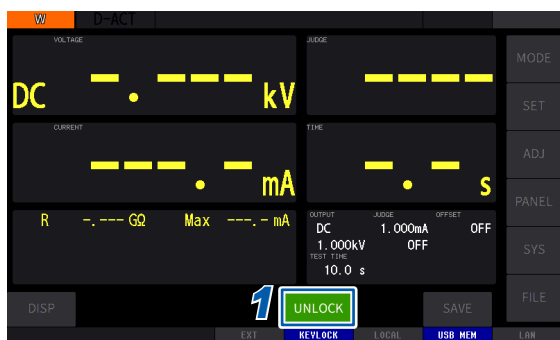 W D-ACT
VOLTAGE
DC -.--- kV
JUDGE
----
MODE
SET
CURRENT
---.- mA
TIME
-.- s
ADJ
PANEL
R -.--- GΩ Max ---.- mA
OUTPUT JUDGE OFFSET
DC 1.000mA OFF
1.000kV OFF
TEST TIME
10.0 s
SYS
FILE
DISP 1 UNLOCK SAVE
EXT KEYLOCK LOCAL USB MEM LAN